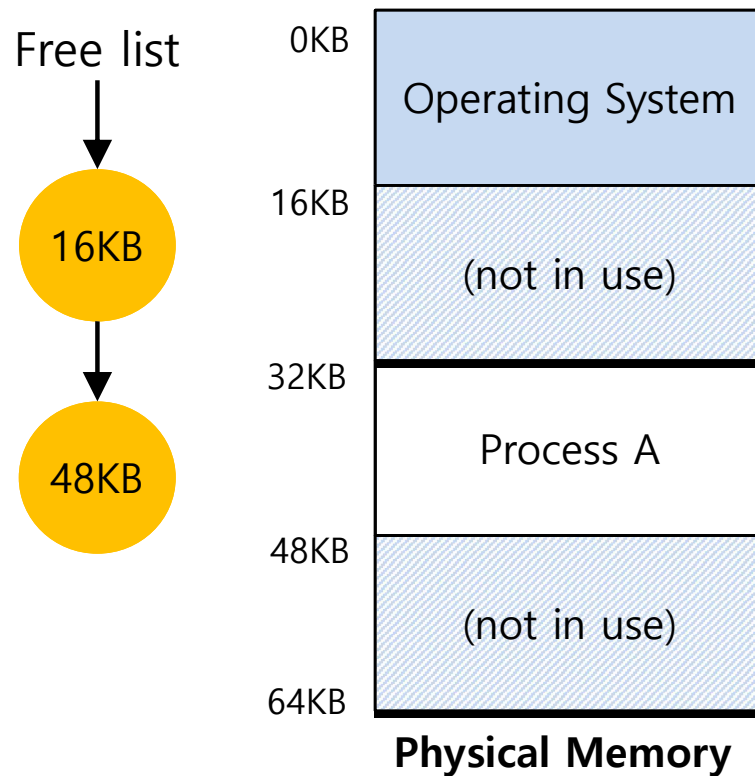 Free list
16KB
48KB
0KB
Operating System
16KB
(not in use)
32KB
Process A
48KB
(not in use)
64KB
Physical Memory